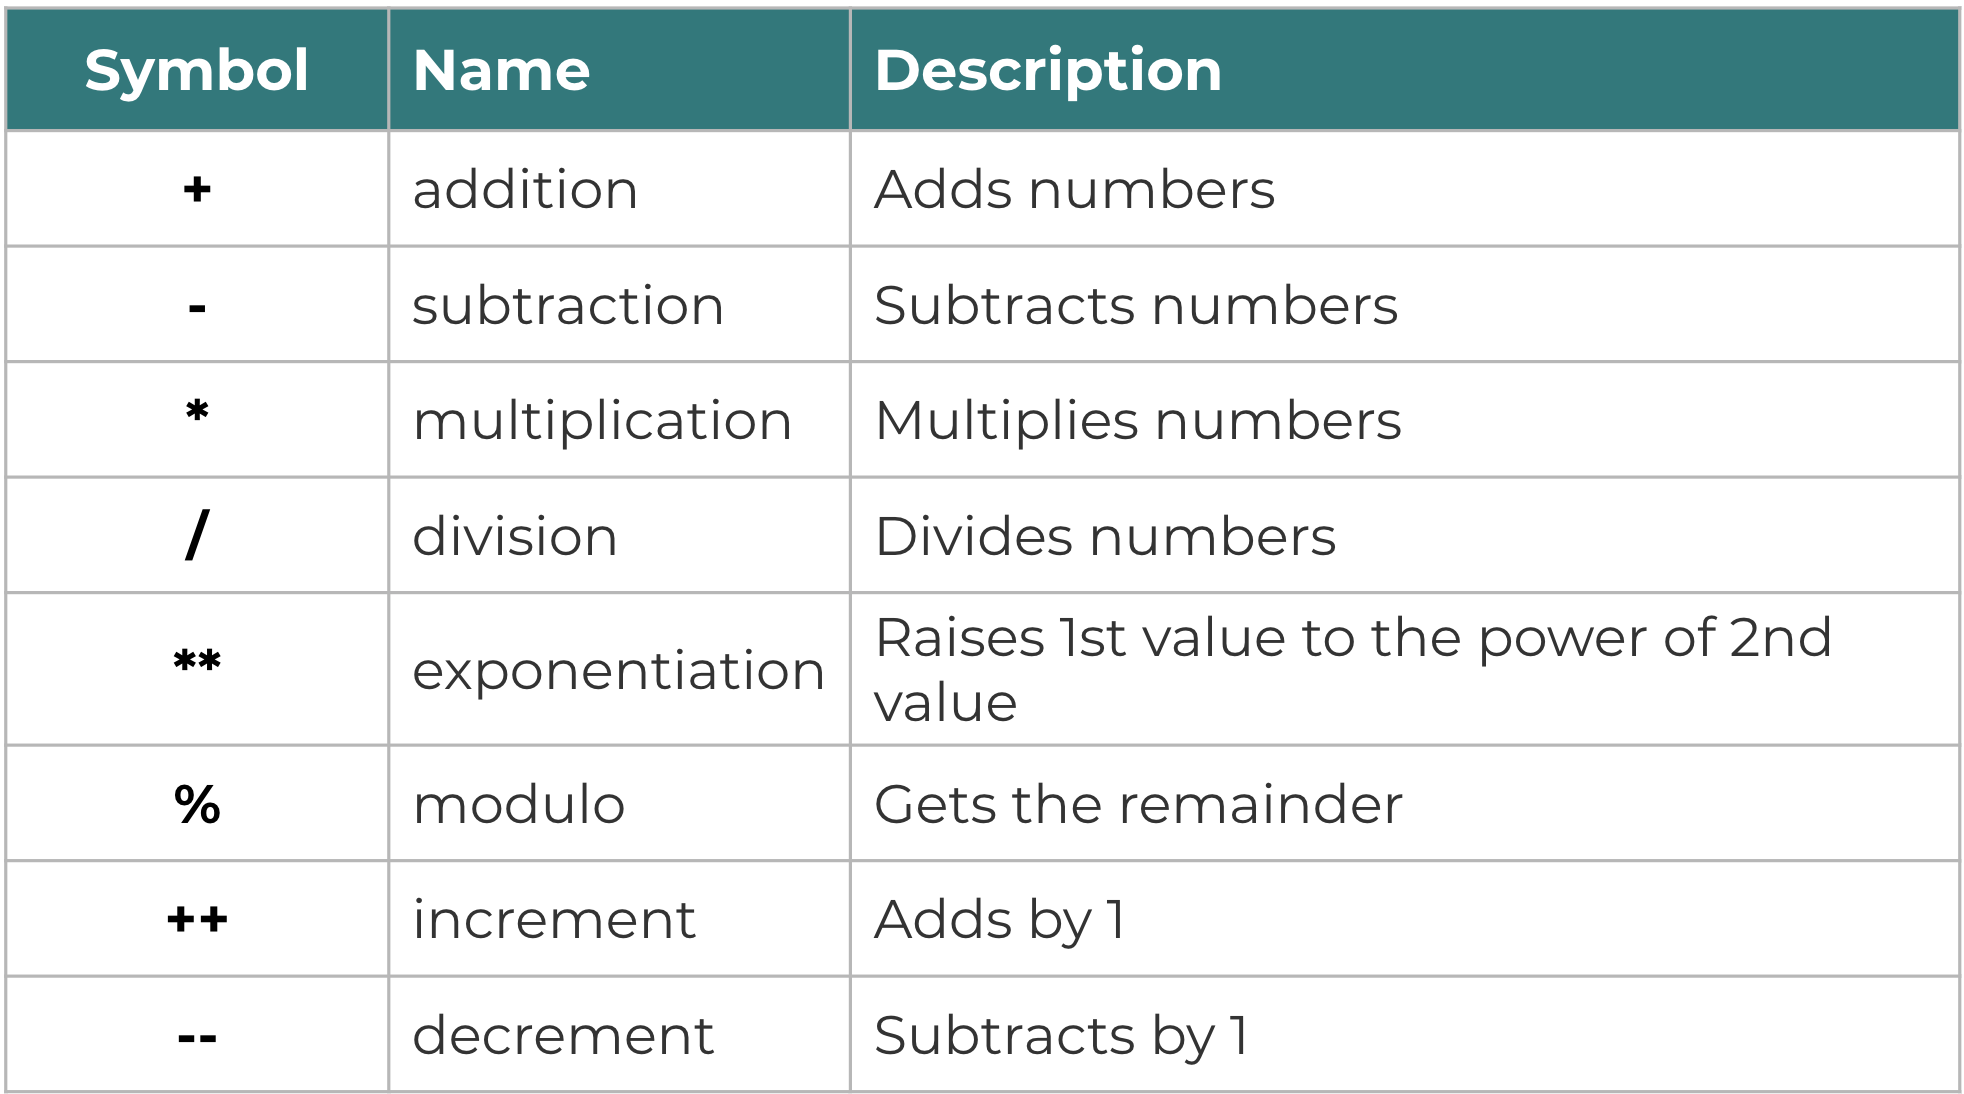 Symbol Name Description
+ addition Adds numbers
- subtraction Subtracts numbers
* multiplication Multiplies numbers
/ division Divides numbers
** exponentiation Raises 1st value to the power of 2nd
value
% modulo Gets the remainder
++ increment Adds by 1
-- decrement Subtracts by 1